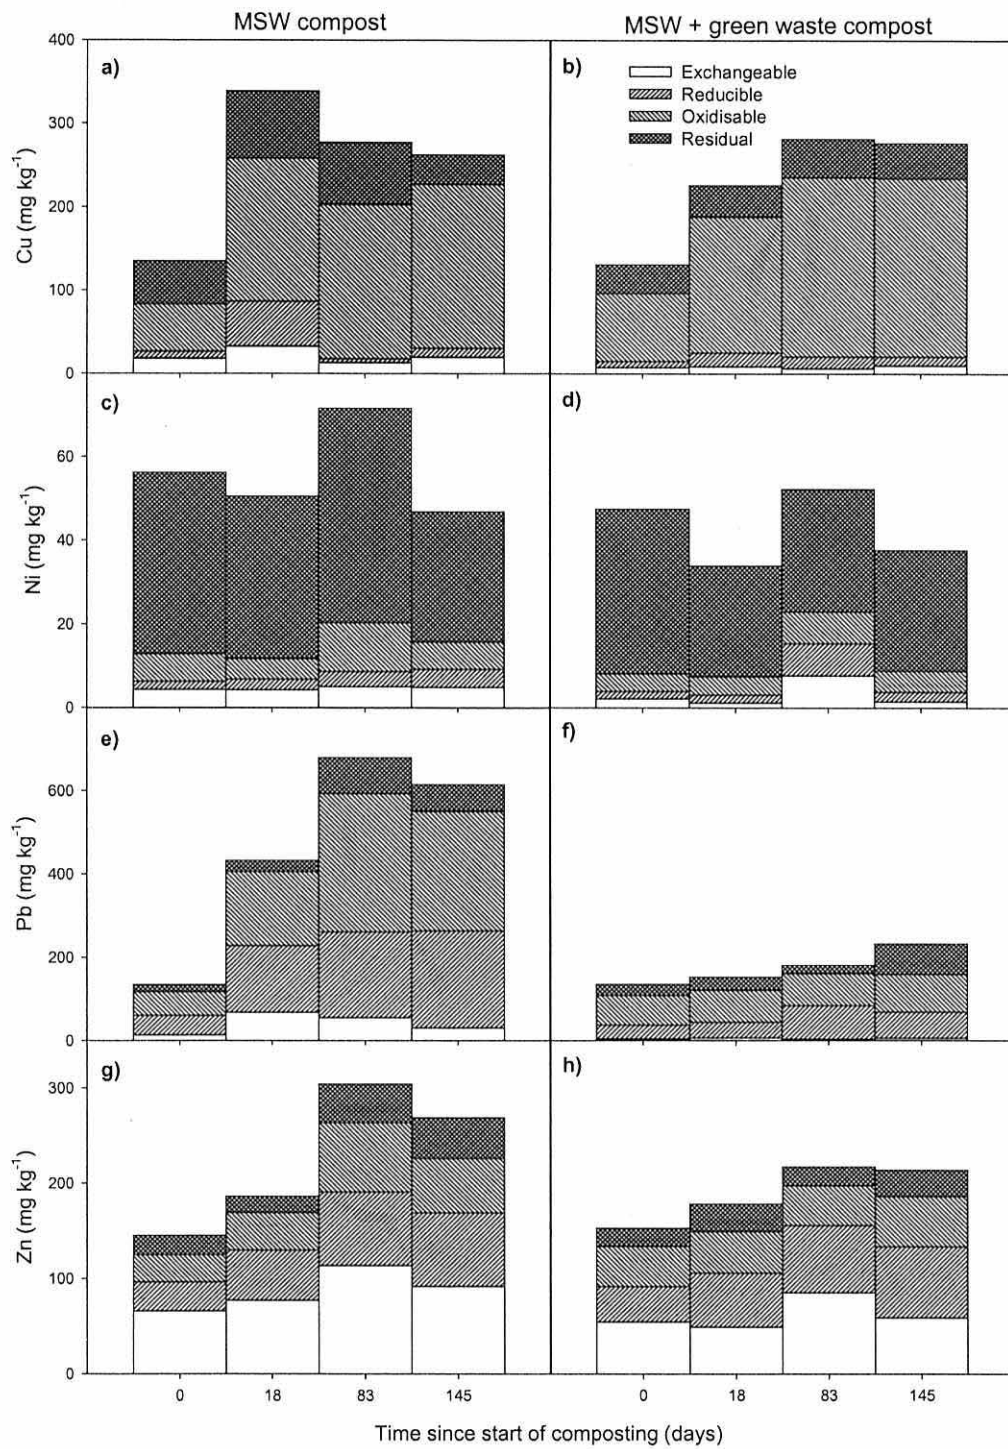 MSW compost
MSW + green waste compost
400
300
200
100
0
Cu (mg kg⁻¹)
a)
b)
Exchangeable
Reducible
Oxidisable
Residual
60
40
20
0
Ni (mg kg⁻¹)
c)
d)
600
400
200
0
Pb (mg kg⁻¹)
e)
f)
300
200
100
0
Zn (mg kg⁻¹)
g)
h)
0 18 83 145
0 18 83 145
Time since start of composting (days)